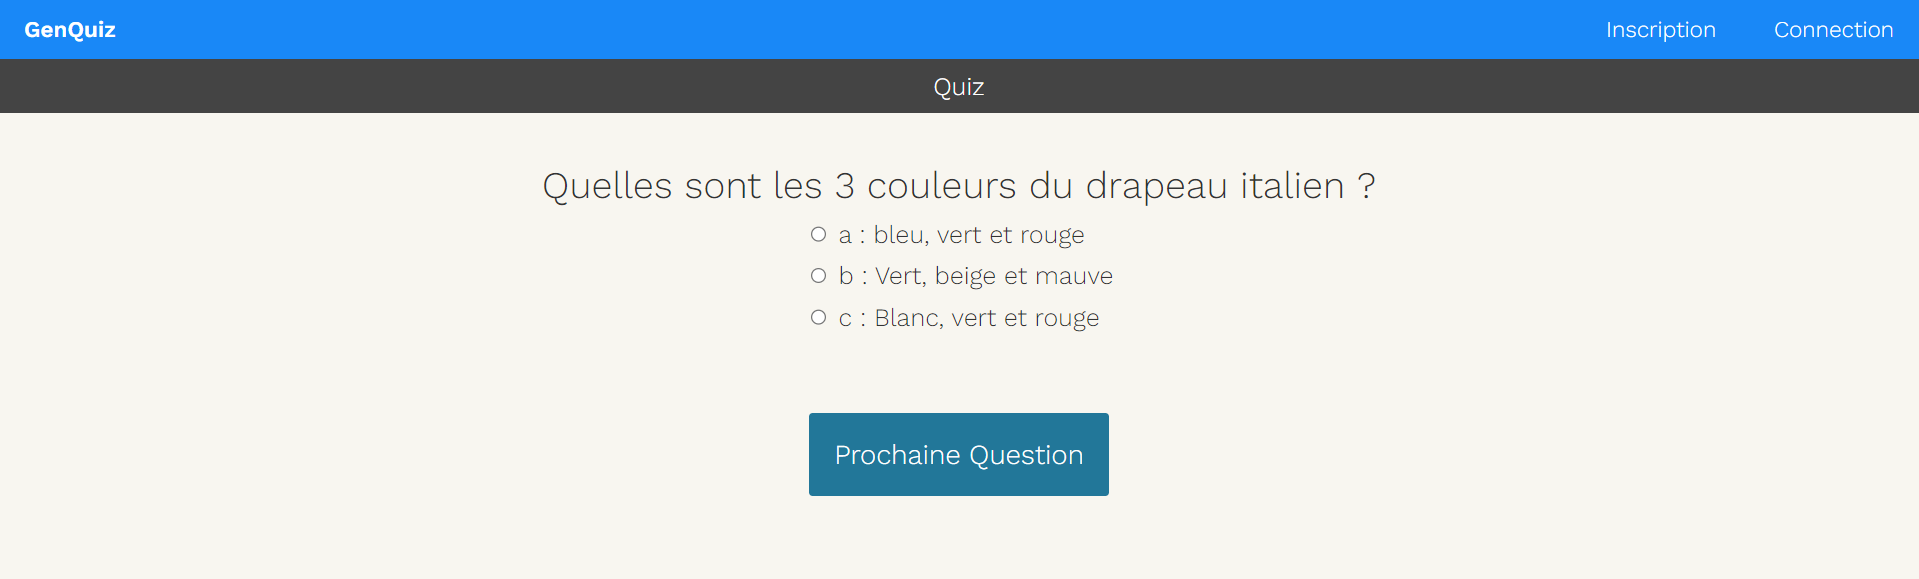 GenQuiz
Inscription
Connection
Quiz
Quelles sont les 3 couleurs du drapeau italien ?
a : bleu, vert et rouge
b : Vert, beige et mauve
c : Blanc, vert et rouge
Prochaine Question